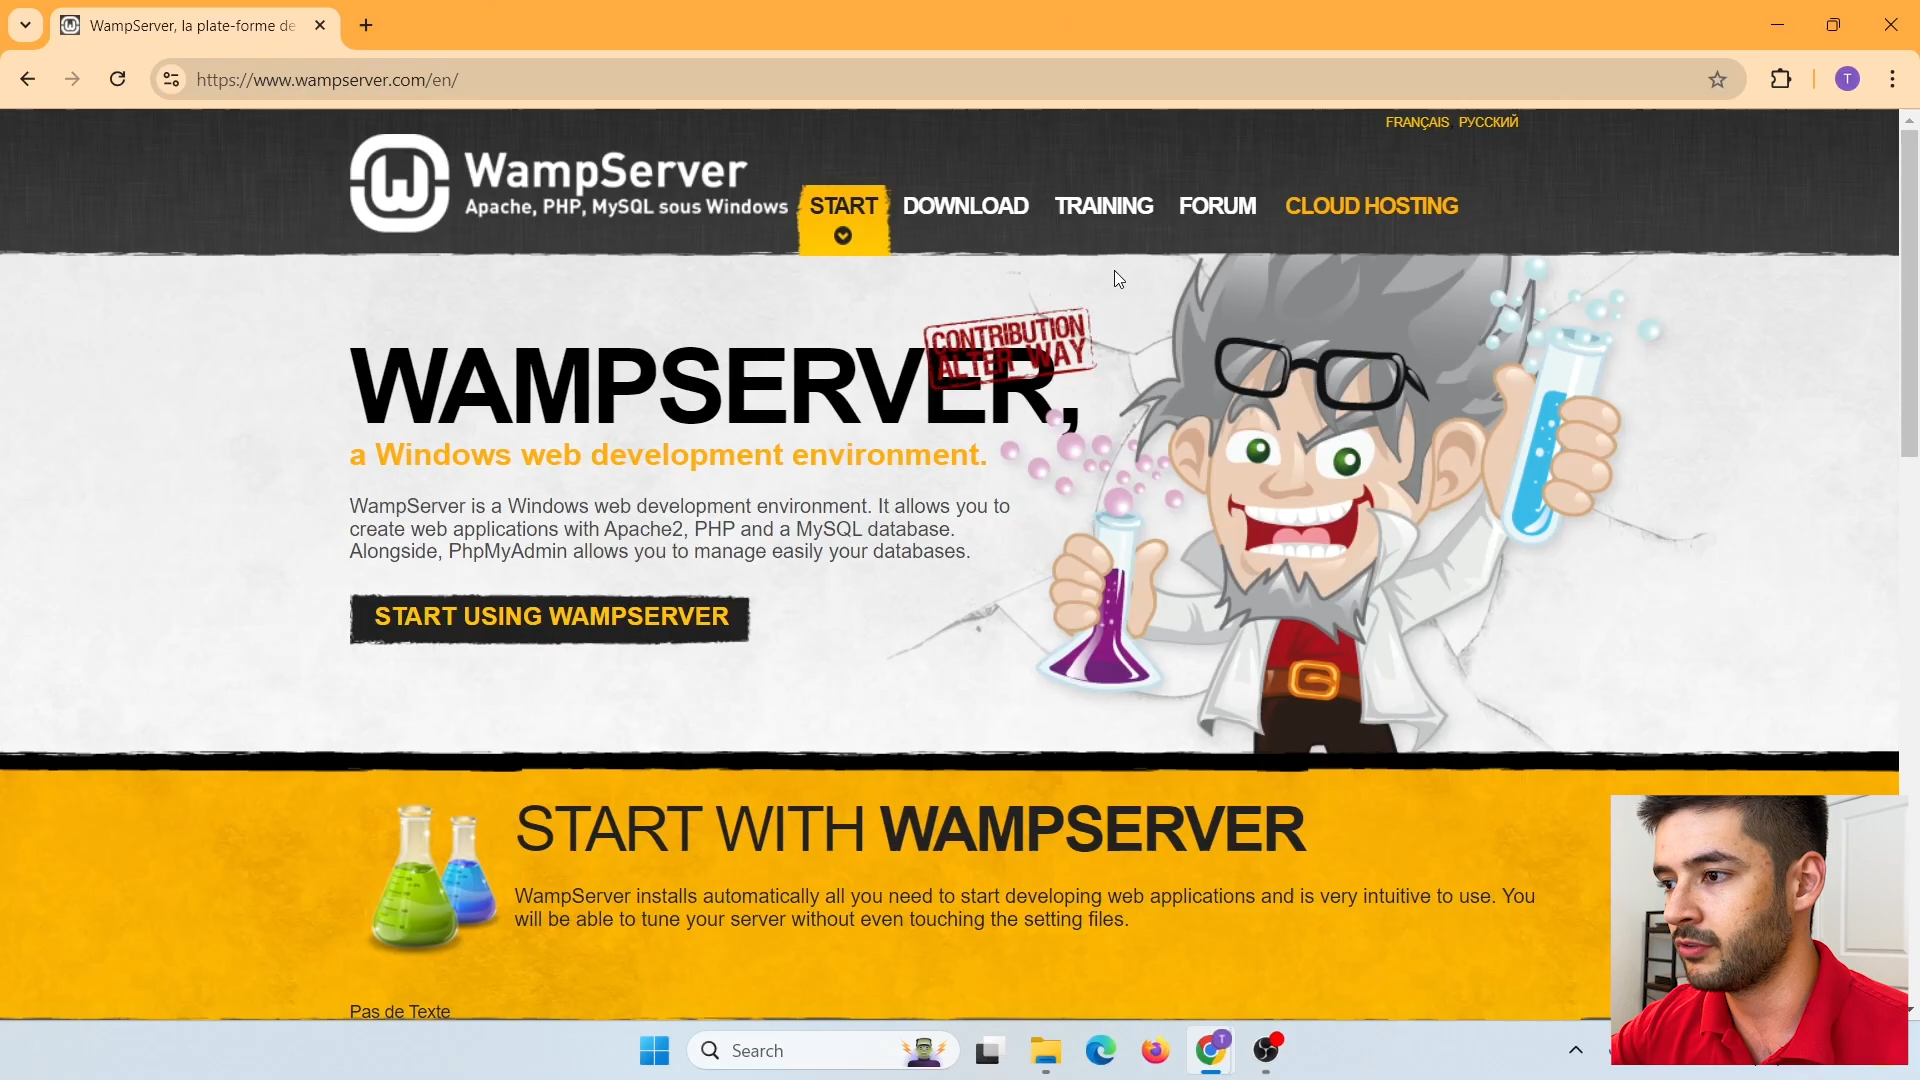 WampServer, la plate-forme de
https://www.wampserver.com/en/
T
FRANÇAIS РУССКИЙ
WampServer
Apache, PHP, MySQL sous Windows
START
DOWNLOAD
TRAINING
FORUM
CLOUD HOSTING
CONTRIBUTION
ALTER WAY
WAMPSERVER,
a Windows web development environment.
WampServer is a Windows web development environment. It allows you to
create web applications with Apache2, PHP and a MySQL database.
Alongside, PhpMyAdmin allows you to manage easily your databases.
START USING WAMPSERVER
START WITH WAMPSERVER
WampServer installs automatically all you need to start developing web applications and is very intuitive to use. You
will be able to tune your server without even touching the setting files.
Pas de Texte
Search
T